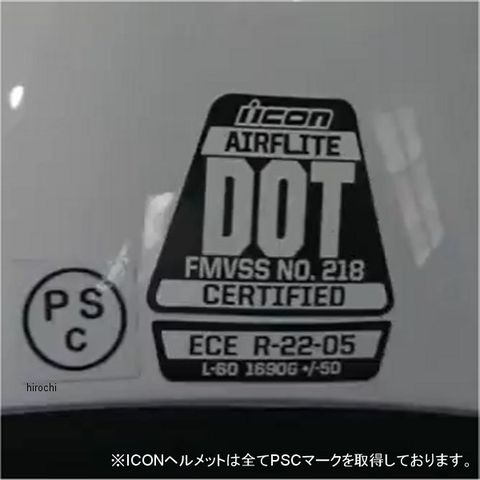 iicon
AIRFLITE
DOT
FMVSS NO. 218
CERTIFIED
ECE R-22-05
L-60 1690G +/-50
P S
C
hirochi
※ICONヘルメットは全てPSCマークを取得しております。